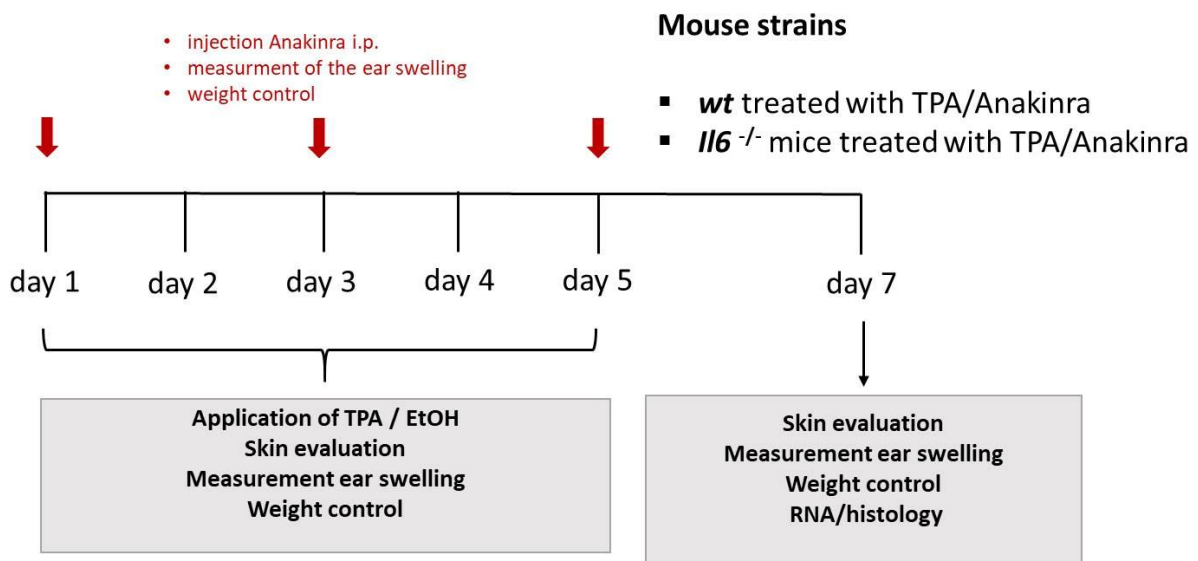 • injection Anakinra i.p.
• measurment of the ear swelling
• weight control
Mouse strains
▪ wt treated with TPA/Anakinra
▪ Il6 -/- mice treated with TPA/Anakinra
day 1
day 2
day 3
day 4
day 5
day 7
Application of TPA / EtOH
Skin evaluation
Measurement ear swelling
Weight control
Skin evaluation
Measurement ear swelling
Weight control
RNA/histology